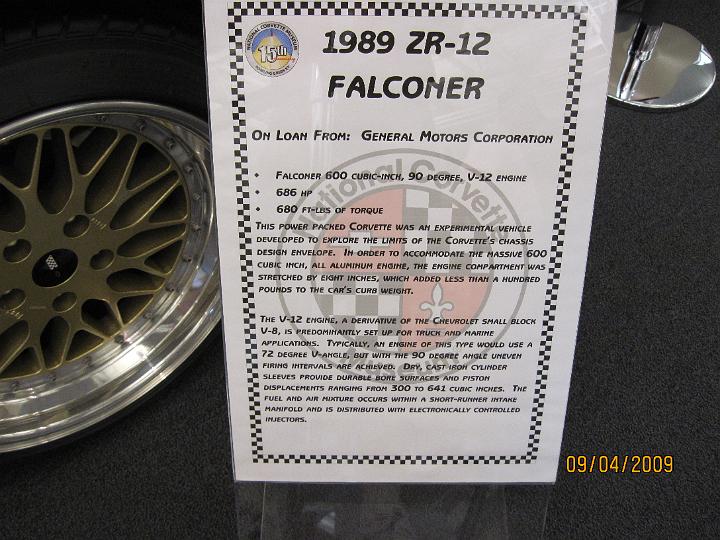 NATIONAL CORVETTE MUSEUM
15th
1989 ZR-12
FALCONER
ON LOAN FROM: GENERAL MOTORS CORPORATION
• FALCONER 600 CUBIC-INCH, 90 DEGREE, V-12 ENGINE
• 686 HP
• 680 FT-LBS OF TORQUE
THIS POWER PACKED CORVETTE WAS AN EXPERIMENTAL VEHICLE
DEVELOPED TO EXPLORE THE LIMITS OF THE CORVETTE'S CHASSIS
DESIGN ENVELOPE. IN ORDER TO ACCOMMODATE THE MASSIVE 600
CUBIC INCH, ALL ALUMINUM ENGINE, THE ENGINE COMPARTMENT WAS
STRETCHED BY EIGHT INCHES, WHICH ADDED LESS THAN A HUNDRED
POUNDS TO THE CAR'S CURB WEIGHT.
THE V-12 ENGINE, A DERIVATIVE OF THE CHEVROLET SMALL BLOCK
V-8, IS PREDOMINANTLY SET UP FOR TRUCK AND MARINE
APPLICATIONS. TYPICALLY, AN ENGINE OF THIS TYPE WOULD USE A
72 DEGREE V-ANGLE, BUT WITH THE 90 DEGREE ANGLE UNEVEN
FIRING INTERVALS ARE ACHIEVED. DRY, CAST IRON CYLINDER
SLEEVES PROVIDE DURABLE BORE SURFACES AND PISTON
DISPLACEMENTS RANGING FROM 300 TO 641 CUBIC INCHES. THE
FUEL AND AIR MIXTURE OCCURS WITHIN A SHORT-RUNNER INTAKE
MANIFOLD AND IS DISTRIBUTED WITH ELECTRONICALLY CONTROLLED
INJECTORS.
National Corvette
Museum
09/04/2009